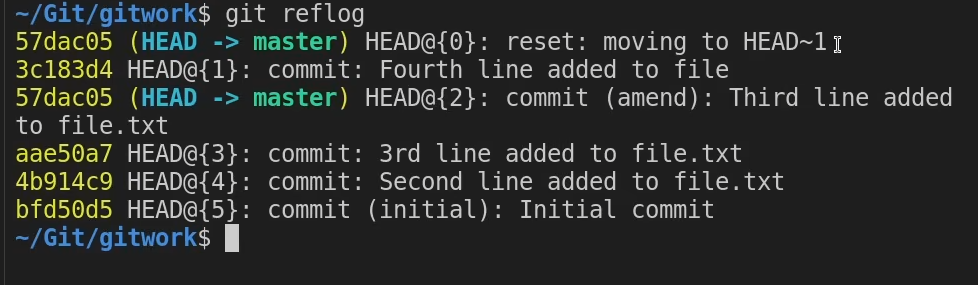 ~/Git/gitwork$ git reflog
57dac05 (HEAD -> master) HEAD@{0}: reset: moving to HEAD~1
3c183d4 HEAD@{1}: commit: Fourth line added to file
57dac05 (HEAD -> master) HEAD@{2}: commit (amend): Third line added
to file.txt
aae50a7 HEAD@{3}: commit: 3rd line added to file.txt
4b914c9 HEAD@{4}: commit: Second line added to file.txt
bfd50d5 HEAD@{5}: commit (initial): Initial commit
~/Git/gitwork$